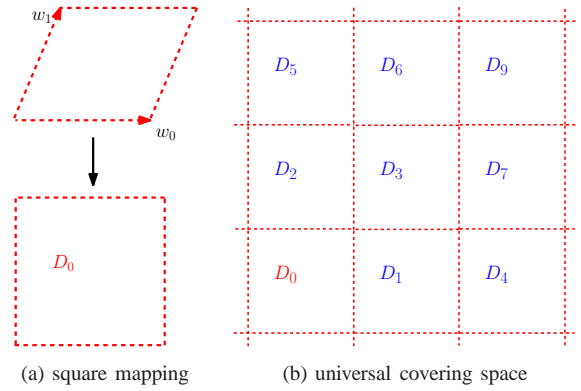 w₁
w₀
D₀
D₅ D₆ D₉
D₂ D₃ D₇
D₀ D₁ D₄
(a) square mapping
(b) universal covering space